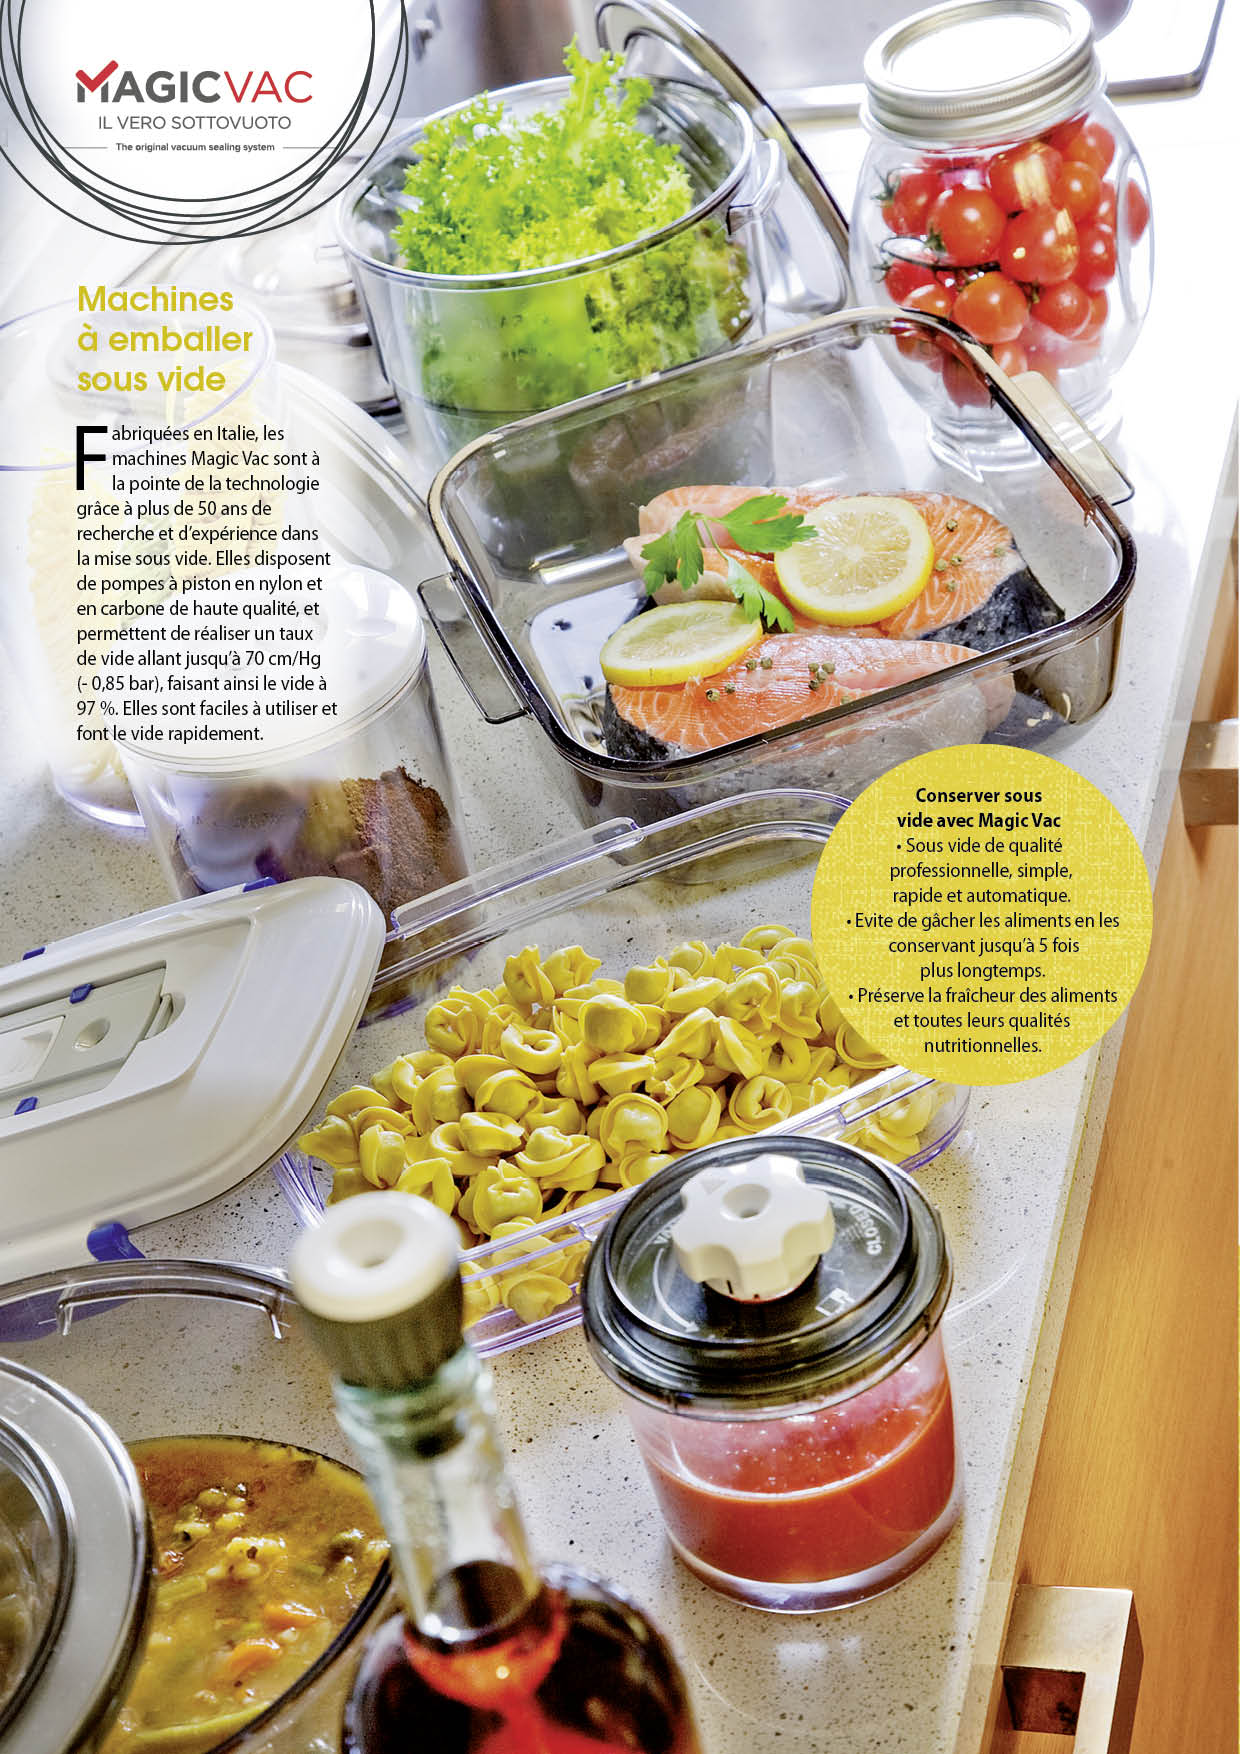 MAGICVAC
IL VERO SOTTOVUOTO
The original vacuum sealing system
Machines
à emballer
sous vide
Fabriquées en Italie, les
machines Magic Vac sont à
la pointe de la technologie
grâce à plus de 50 ans de
recherche et d’expérience dans
la mise sous vide. Elles disposent
de pompes à piston en nylon et
en carbone de haute qualité, et
permettent de réaliser un taux
de vide allant jusqu’à 70 cm/Hg
(- 0,85 bar), faisant ainsi le vide à
97 %. Elles sont faciles à utiliser et
font le vide rapidement.
Conserver sous
vide avec Magic Vac
• Sous vide de qualité
professionnelle, simple,
rapide et automatique.
• Evite de gâcher les aliments en les
conservant jusqu’à 5 fois
plus longtemps.
• Préserve la fraîcheur des aliments
et toutes leurs qualités
nutritionnelles.
CLOSED